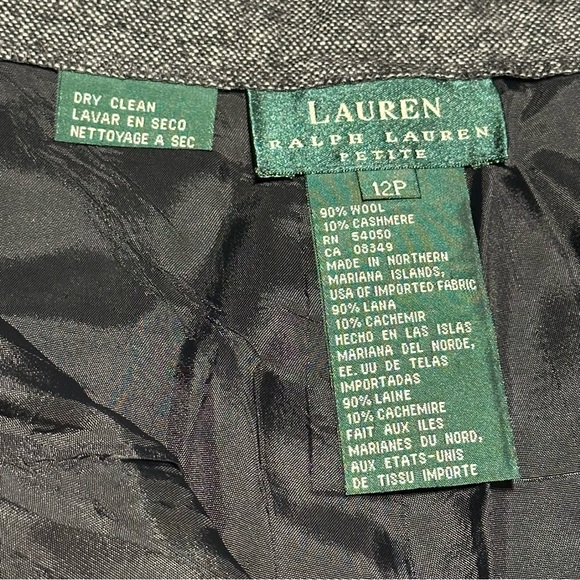 DRY CLEAN
LAVAR EN SECO
NETTOYAGE A SEC
LAUREN
RALPH LAUREN
PETITE
12P
90% WOOL
10% CASHMERE
RN 54050
CA 08349
MADE IN NORTHERN
MARIANA ISLANDS,
USA OF IMPORTED FABRIC
90% LANA
10% CACHEMIR
HECHO EN LAS ISLAS
MARIANA DEL NORDE,
EE.UU DE TELAS
IMPORTADAS
90% LAINE
10% CACHEMIRE
FAIT AUX ILES
MARIANES DU NORD,
AUX ETATS-UNIS
DE TISSU IMPORTE